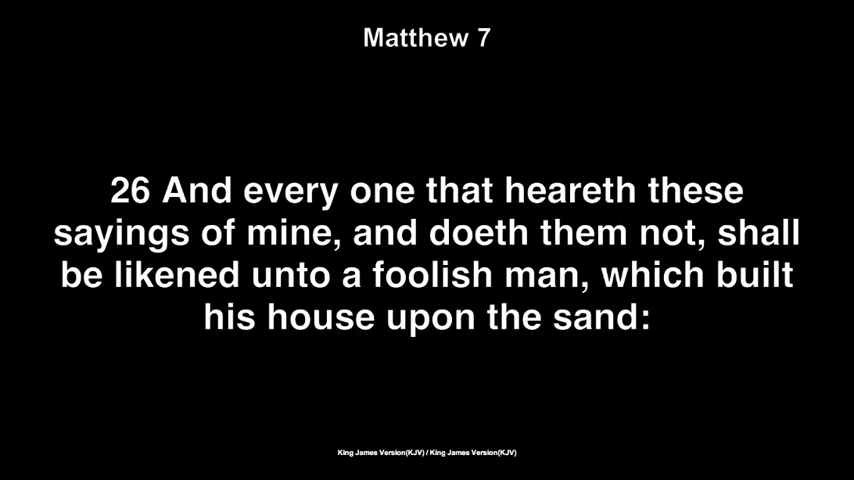 Matthew 7
26 And every one that heareth these
sayings of mine, and doeth them not, shall
be likened unto a foolish man, which built
his house upon the sand:
King James Version(KJV) / King James Version(KJV)